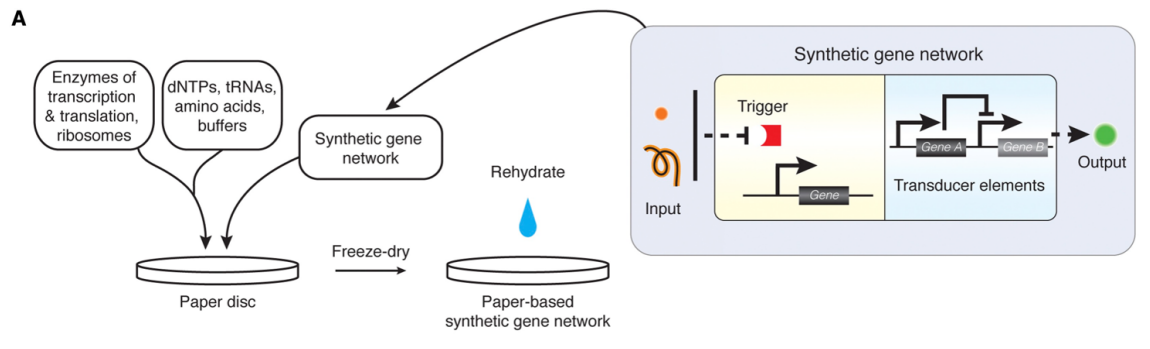 A
Enzymes of
transcription
& translation,
ribosomes
dNTPs, tRNAs,
amino acids,
buffers
Synthetic gene
network
Paper disc
Freeze-dry
Rehydrate
Paper-based
synthetic gene network
Synthetic gene network
Input
Trigger
Gene
Gene A
Gene B
Transducer elements
Output